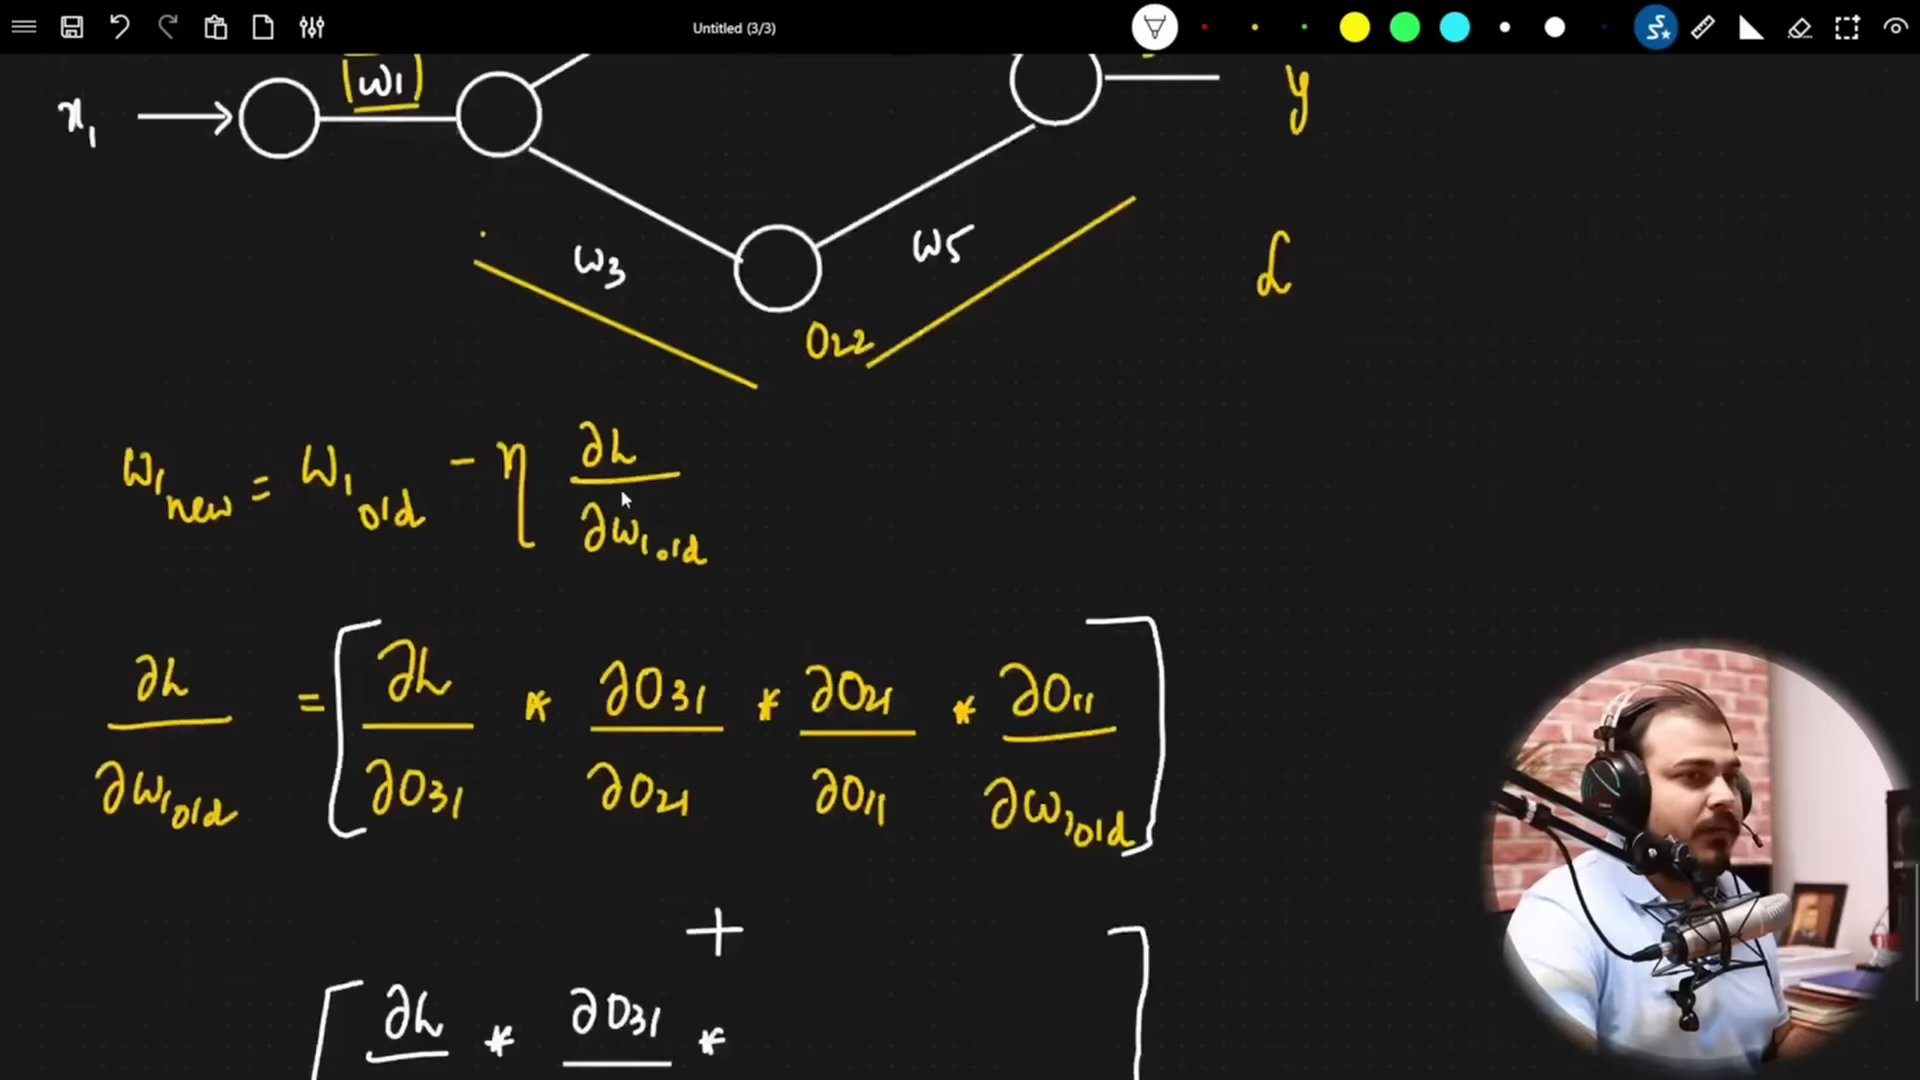 Untitled (3/3)
x₁ w1 y
w3 w5 L
O22
w1new = w1old - η ∂L / ∂w1old
∂L / ∂w1old = [ ∂L / ∂O31 * ∂O31 / ∂O21 * ∂O21 / ∂O11 * ∂O11 / ∂w1old ]
+
[ ∂L * ∂O31 * ]